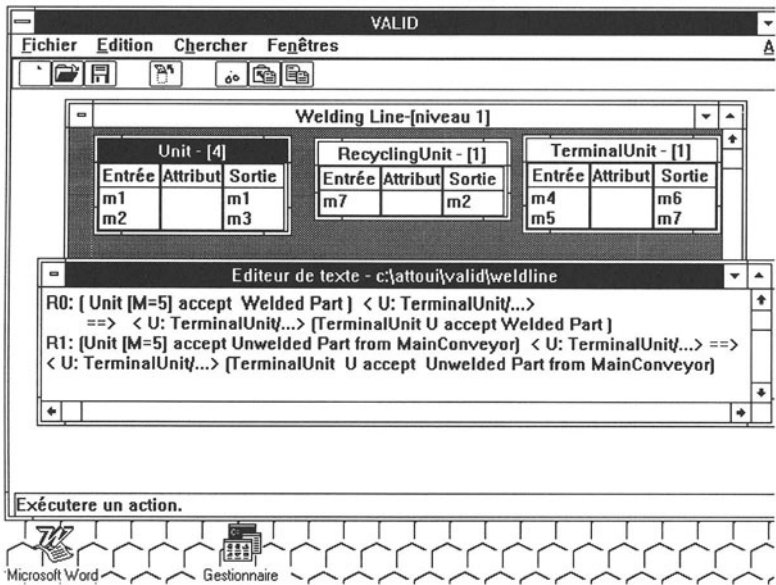 VALID
Fichier Edition Chercher Fenêtres A
Welding Line-[niveau 1]
Unit - [4] RecyclingUnit - [1] TerminalUnit - [1]
Entrée Attribut Sortie Entrée Attribut Sortie Entrée Attribut Sortie
m1 m1 m7 m2 m4 m6
m2 m3 m5 m7
Editeur de texte - c:\attoui\valid\weldline
R0: ( Unit [M=5] accept Welded Part ) < U: TerminalUnit/...>
==> < U: TerminalUnit/...> (TerminalUnit U accept Welded Part )
R1: (Unit [M=5] accept Unwelded Part from MainConveyor) < U: TerminalUnit/...> ==>
< U: TerminalUnit/...> (TerminalUnit U accept Unwelded Part from MainConveyor)
Exécutere un action.
Microsoft Word Gestionnaire